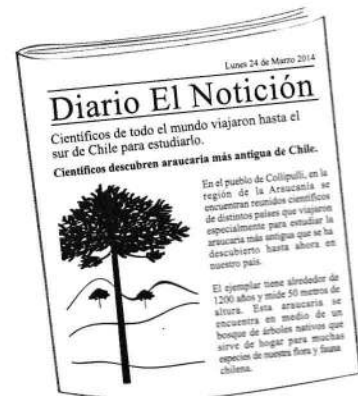 Lunes 24 de Marzo 2014
Diario El Notición
Científicos de todo el mundo viajaron hasta el
sur de Chile para estudiarlo.
Científicos descubren araucaria más antigua de Chile.
En el pueblo de Collipulli, en la
región de la Araucanía se
encuentran reunidos científicos
de distintos países que viajaron
especialmente para estudiar la
araucaria más antigua que se ha
descubierto hasta ahora en
nuestro país.
El ejemplar tiene alrededor de
1200 años y mide 50 metros de
altura. Esta araucaria se
encuentra en medio de un
bosque de árboles nativos que
sirve de hogar para muchas
especies de nuestra flora y fauna
chilena.